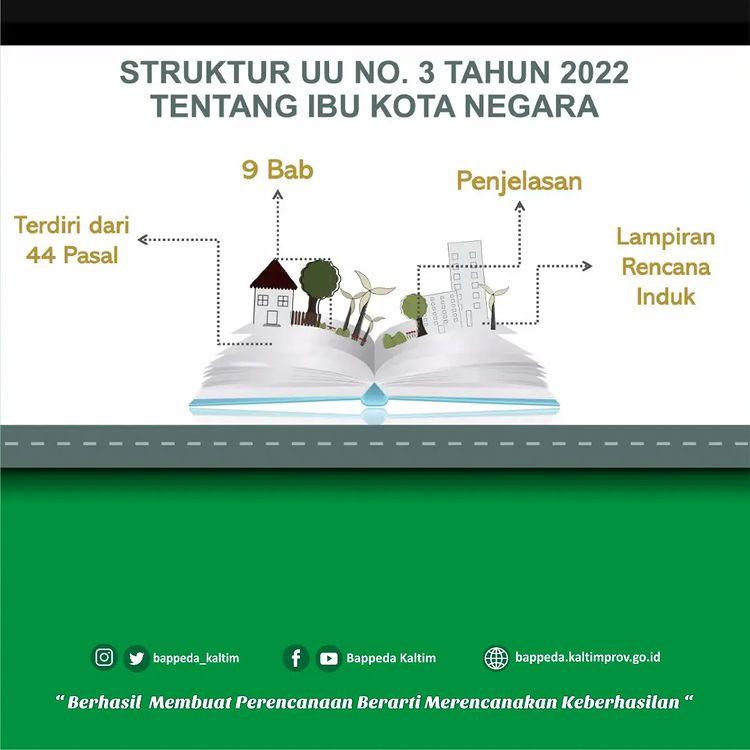 STRUKTUR UU NO. 3 TAHUN 2022
TENTANG IBU KOTA NEGARA
9 Bab
Penjelasan
Terdiri dari
44 Pasal
Lampiran
Rencana
Induk
bappeda_kaltim
Bappeda Kaltim
bappeda.kaltimprov.go.id
“ Berhasil Membuat Perencanaan Berarti Merencanakan Keberhasilan “